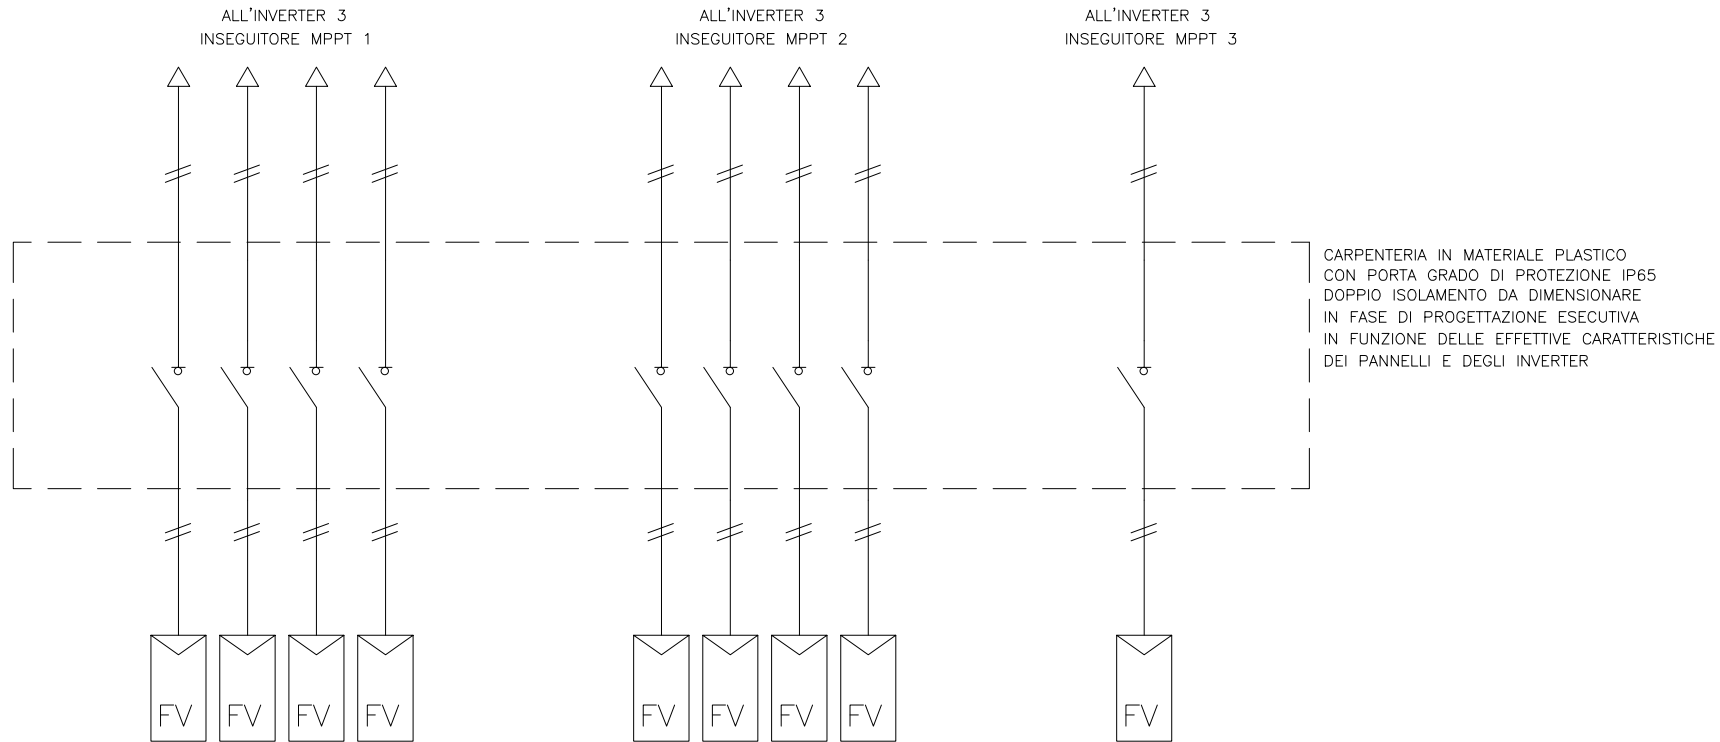 ALL'INVERTER 3
INSEGUITORE MPPT 1
ALL'INVERTER 3
INSEGUITORE MPPT 2
ALL'INVERTER 3
INSEGUITORE MPPT 3
CARPENTERIA IN MATERIALE PLASTICO
CON PORTA GRADO DI PROTEZIONE IP65
DOPPIO ISOLAMENTO DA DIMENSIONARE
IN FASE DI PROGETTAZIONE ESECUTIVA
IN FUNZIONE DELLE EFFETTIVE CARATTERISTICHE
DEI PANNELLI E DEGLI INVERTER
FV FV FV FV FV FV FV FV FV